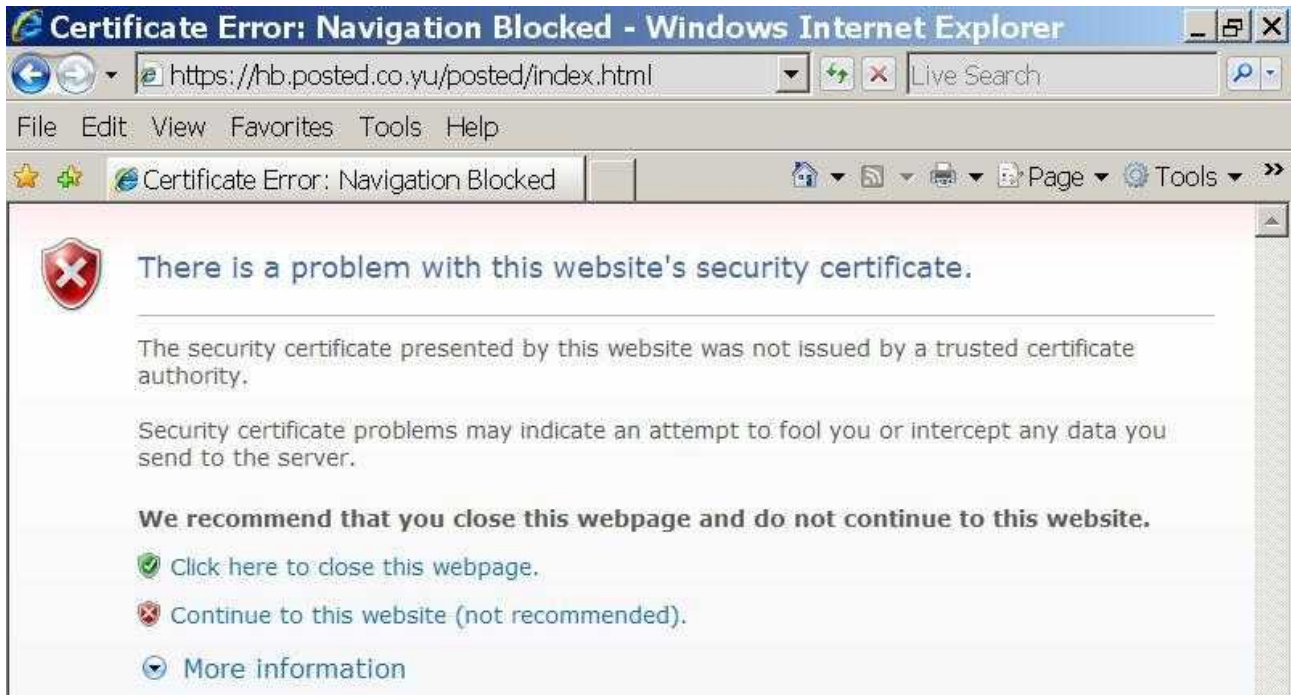 Certificate Error: Navigation Blocked - Windows Internet Explorer
https://hb.posted.co.yu/posted/index.html Live Search
File Edit View Favorites Tools Help
Certificate Error: Navigation Blocked Page Tools
There is a problem with this website's security certificate.
The security certificate presented by this website was not issued by a trusted certificate
authority.
Security certificate problems may indicate an attempt to fool you or intercept any data you
send to the server.
We recommend that you close this webpage and do not continue to this website.
Click here to close this webpage.
Continue to this website (not recommended).
More information